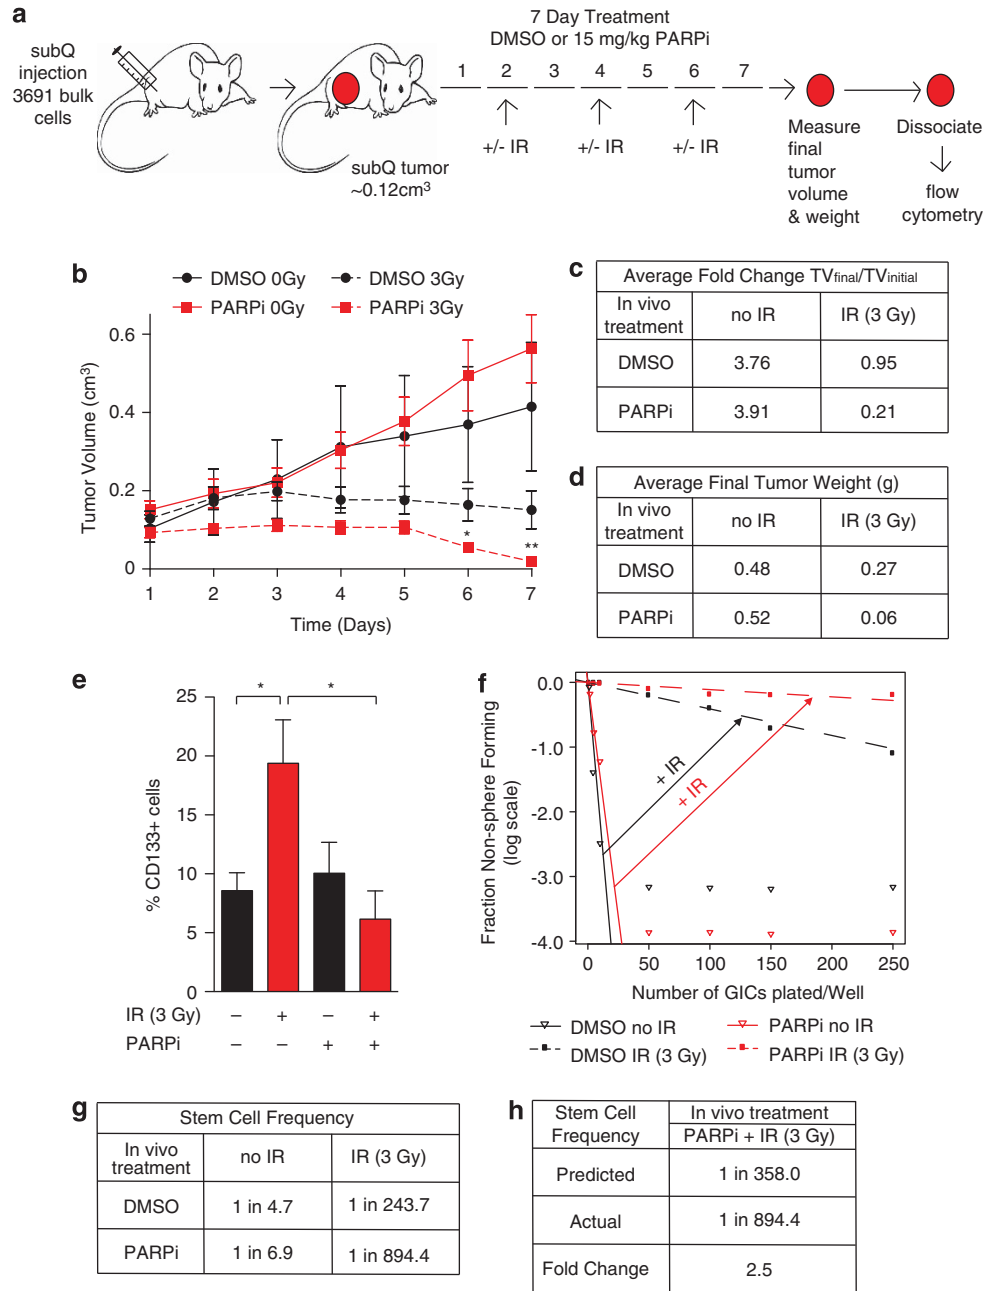 a
subQ
injection
3691 bulk
cells
subQ tumor
~0.12cm³
7 Day Treatment
DMSO or 15 mg/kg PARPi
1 2 3 4 5 6 7
+/- IR +/- IR +/- IR
Measure
final
tumor
volume
& weight
Dissociate
flow
cytometry
b
DMSO 0Gy DMSO 3Gy
PARPi 0Gy PARPi 3Gy
Tumor Volume (cm³)
0.6
0.4
0.2
0
* **
1 2 3 4 5 6 7
Time (Days)
c
Average Fold Change TVfinal/TVinitial
In vivo
treatment no IR IR (3 Gy)
DMSO 3.76 0.95
PARPi 3.91 0.21
d
Average Final Tumor Weight (g)
In vivo
treatment no IR IR (3 Gy)
DMSO 0.48 0.27
PARPi 0.52 0.06
e
% CD133+ cells
25
20
15
10
5
0
* *
IR (3 Gy) − + − +
PARPi − − + +
f
Fraction Non-sphere Forming
(log scale)
0.0
-1.0
-2.0
-3.0
-4.0
+ IR
+ IR
0 50 100 150 200 250
Number of GICs plated/Well
DMSO no IR PARPi no IR
DMSO IR (3 Gy) PARPi IR (3 Gy)
g
Stem Cell Frequency
In vivo
treatment no IR IR (3 Gy)
DMSO 1 in 4.7 1 in 243.7
PARPi 1 in 6.9 1 in 894.4
h
Stem Cell
Frequency
In vivo treatment
PARPi + IR (3 Gy)
Predicted 1 in 358.0
Actual 1 in 894.4
Fold Change 2.5